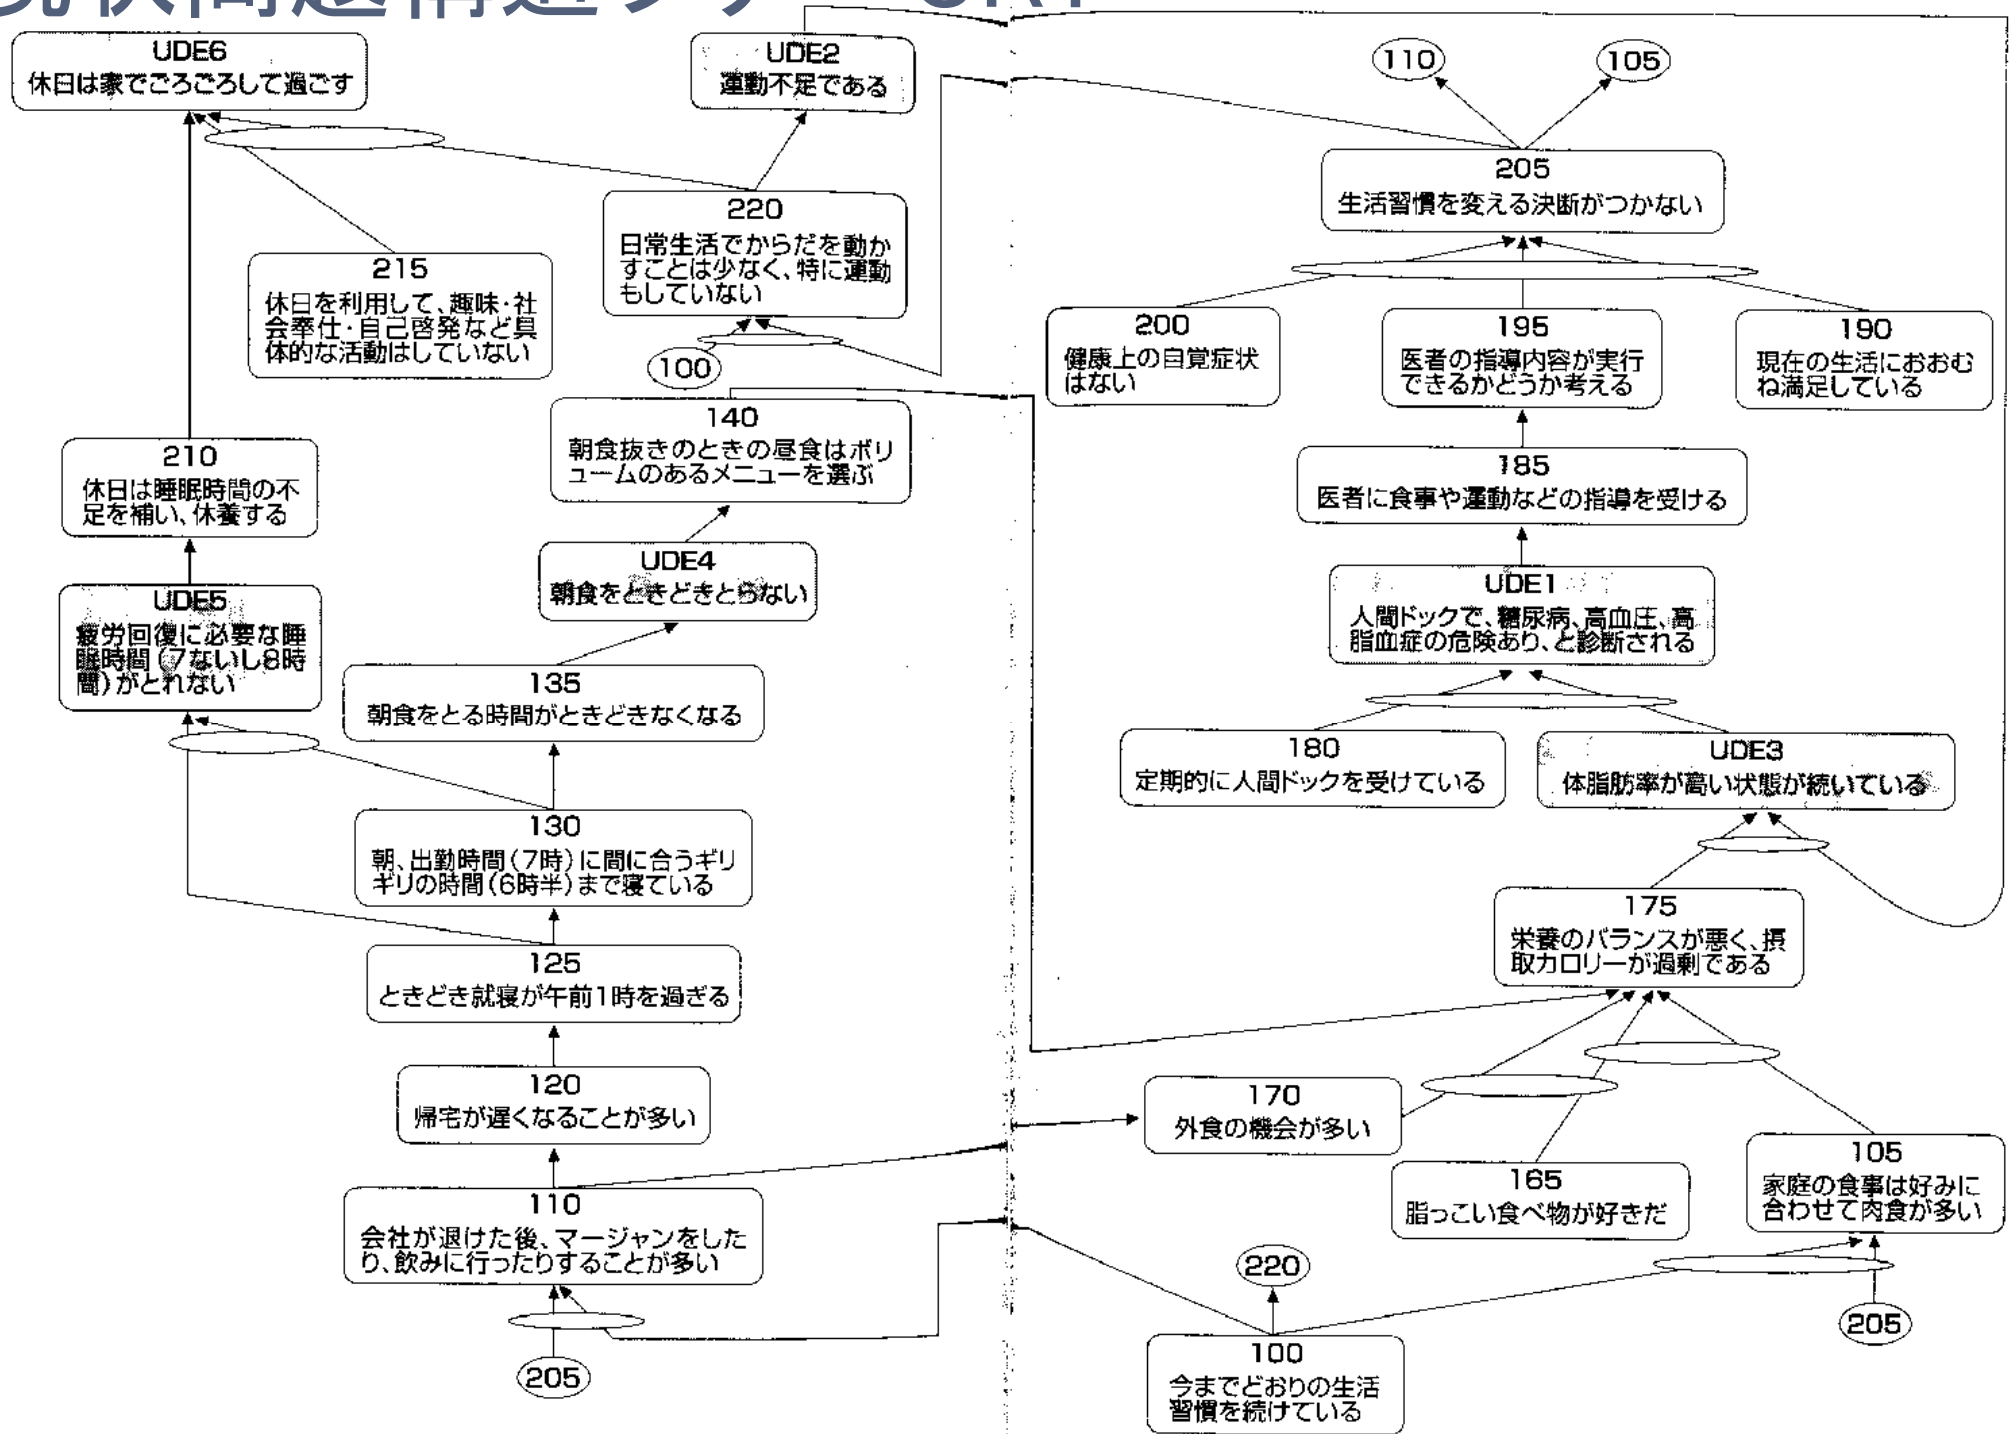 UDE6
休日は家でごろごろして過ごす
UDE2
運動不足である
220
日常生活でからだを動か
すことは少なく、特に運動
もしていない
215
休日を利用して、趣味・社
会奉仕・自己啓発など具
体的な活動はしていない
100
140
朝食抜きのときの昼食はボリ
ュームのあるメニューを選ぶ
210
休日は睡眠時間の不
足を補い、休養する
UDE4
朝食をときどきとらない
UDE5
疲労回復に必要な睡
眠時間(7ないし8時
間)がとれない
135
朝食をとる時間がときどきなくなる
130
朝、出勤時間(7時)に間に合うギリ
ギリの時間(6時半)まで寝ている
125
ときどき就寝が午前1時を過ぎる
120
帰宅が遅くなることが多い
110
会社が退けた後、マージャンをした
り、飲みに行ったりすることが多い
205
110
105
205
生活習慣を変える決断がつかない
200
健康上の自覚症状
はない
195
医者の指導内容が実行
できるかどうか考える
190
現在の生活におおむ
ね満足している
185
医者に食事や運動などの指導を受ける
UDE1
人間ドックで、糖尿病、高血圧、高
脂血症の危険あり、と診断される
180
定期的に人間ドックを受けている
UDE3
体脂肪率が高い状態が続いている
175
栄養のバランスが悪く、摂
取カロリーが過剰である
170
外食の機会が多い
165
脂っこい食べ物が好きだ
105
家庭の食事は好みに
合わせて肉食が多い
220
205
100
今までどおりの生活
習慣を続けている